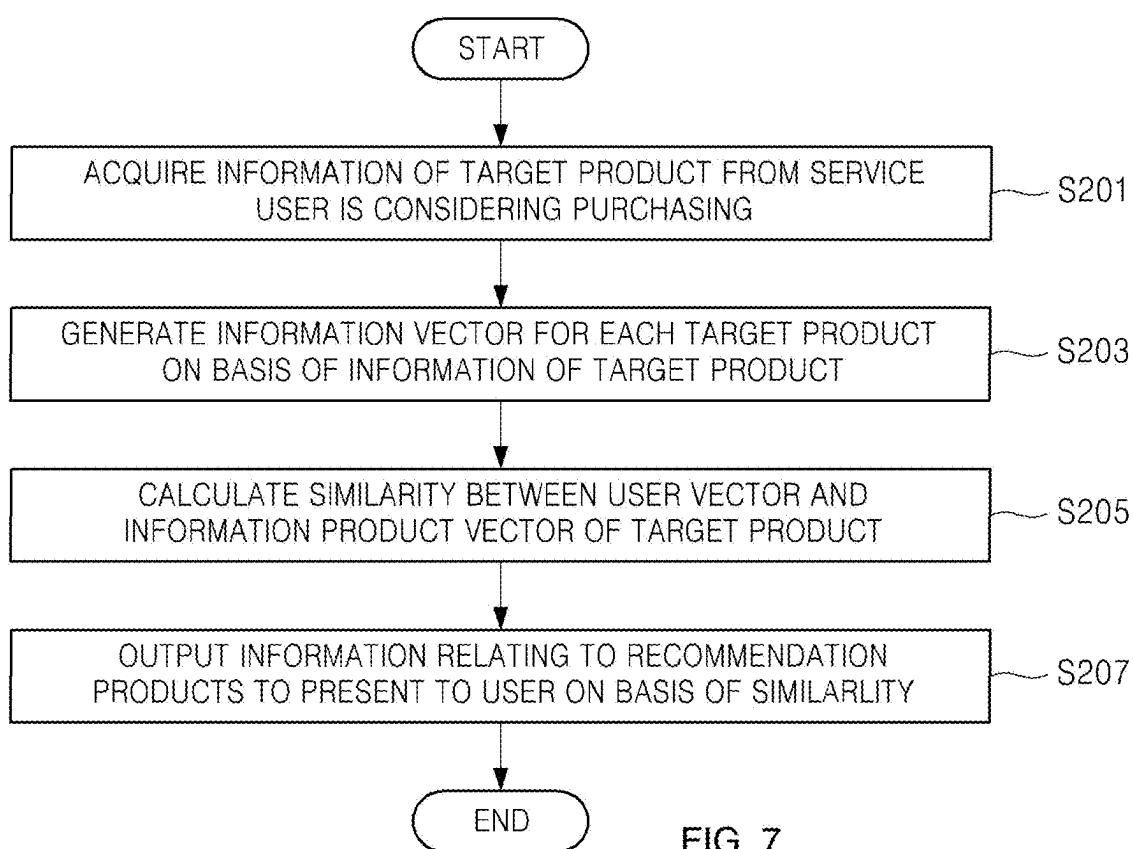 START
ACQUIRE INFORMATION OF TARGET PRODUCT FROM SERVICE
USER IS CONSIDERING PURCHASING
S201
GENERATE INFORMATION VECTOR FOR EACH TARGET PRODUCT
ON BASIS OF INFORMATION OF TARGET PRODUCT
S203
CALCULATE SIMILARITY BETWEEN USER VECTOR AND
INFORMATION PRODUCT VECTOR OF TARGET PRODUCT
S205
OUTPUT INFORMATION RELATING TO RECOMMENDATION
PRODUCTS TO PRESENT TO USER ON BASIS OF SIMILARLITY
S207
END
FIG. 7